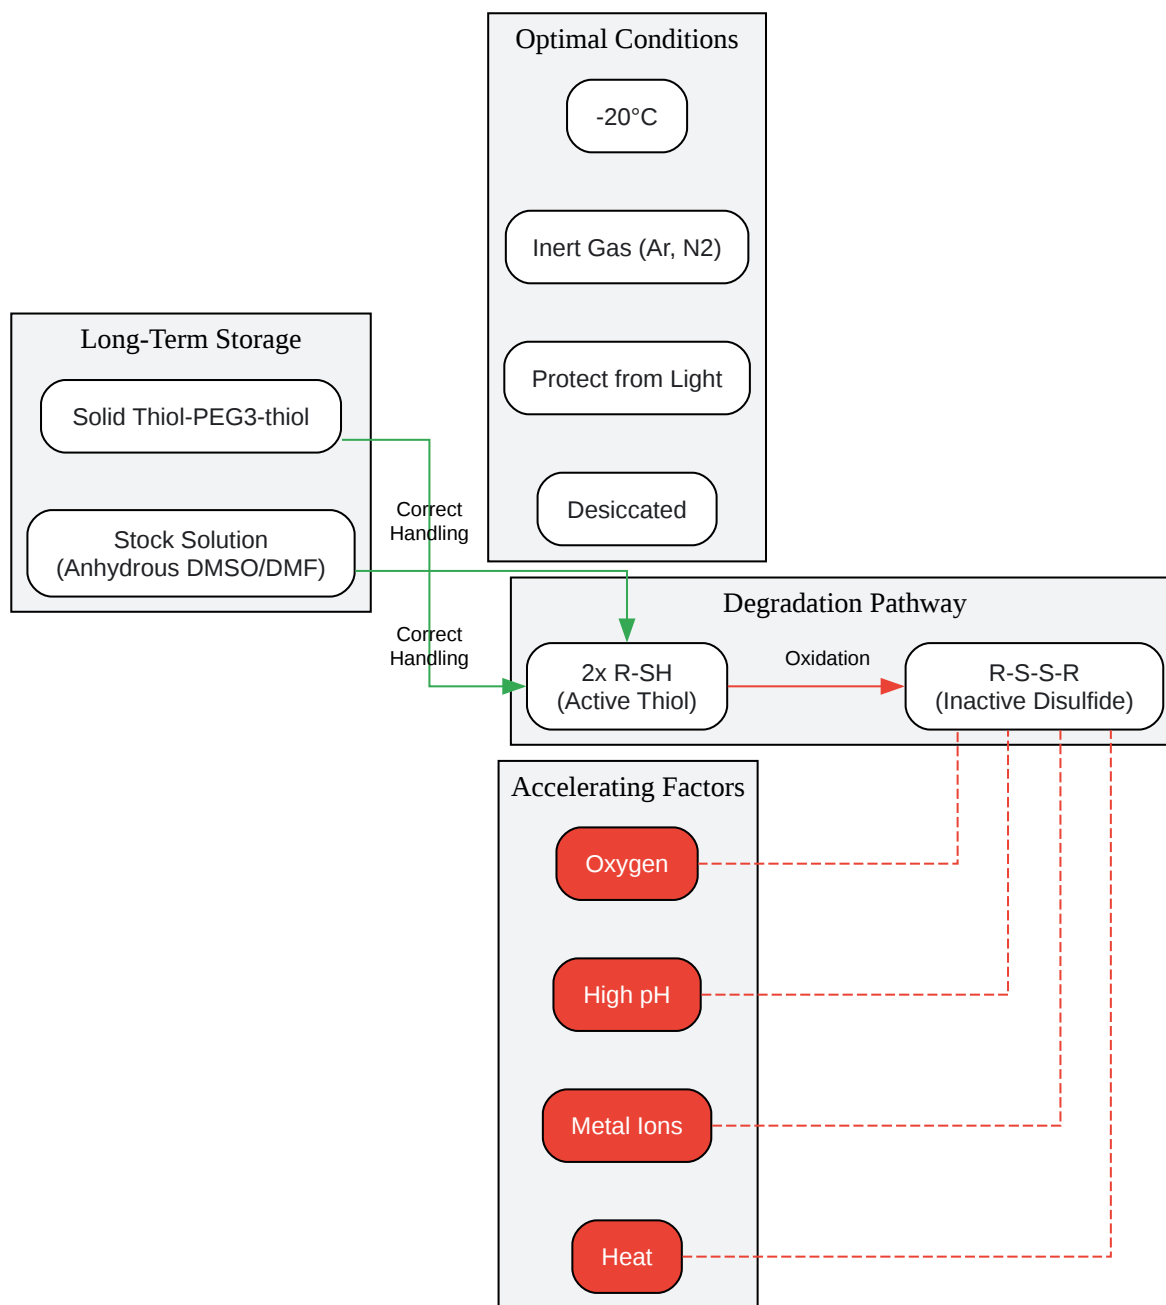 Optimal Conditions
-20°C
Inert Gas (Ar, N2)
Protect from Light
Desiccated
Long-Term Storage
Solid Thiol-PEG3-thiol
Stock Solution
(Anhydrous DMSO/DMF)
Correct
Handling
Correct
Handling
Degradation Pathway
2x R-SH
(Active Thiol)
Oxidation
R-S-S-R
(Inactive Disulfide)
Accelerating Factors
Oxygen
High pH
Metal Ions
Heat